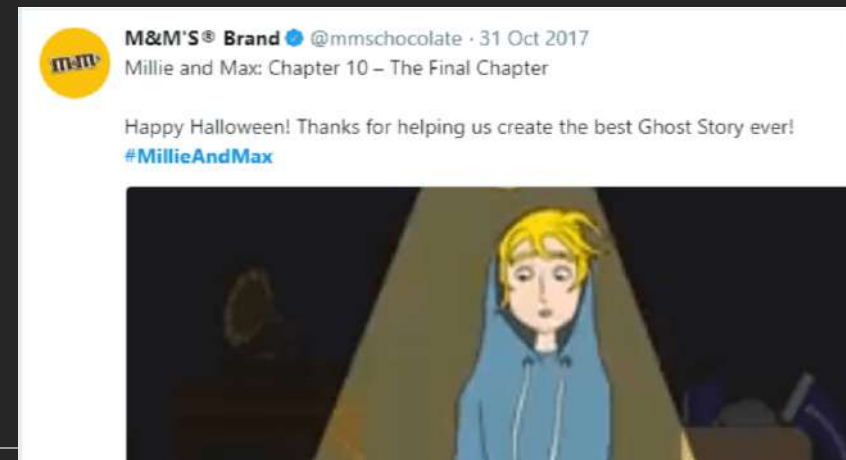 M&M'S® Brand @mmschocolate · 31 Oct 2017
m&m's
Millie and Max: Chapter 10 – The Final Chapter
Happy Halloween! Thanks for helping us create the best Ghost Story ever!
#MillieAndMax